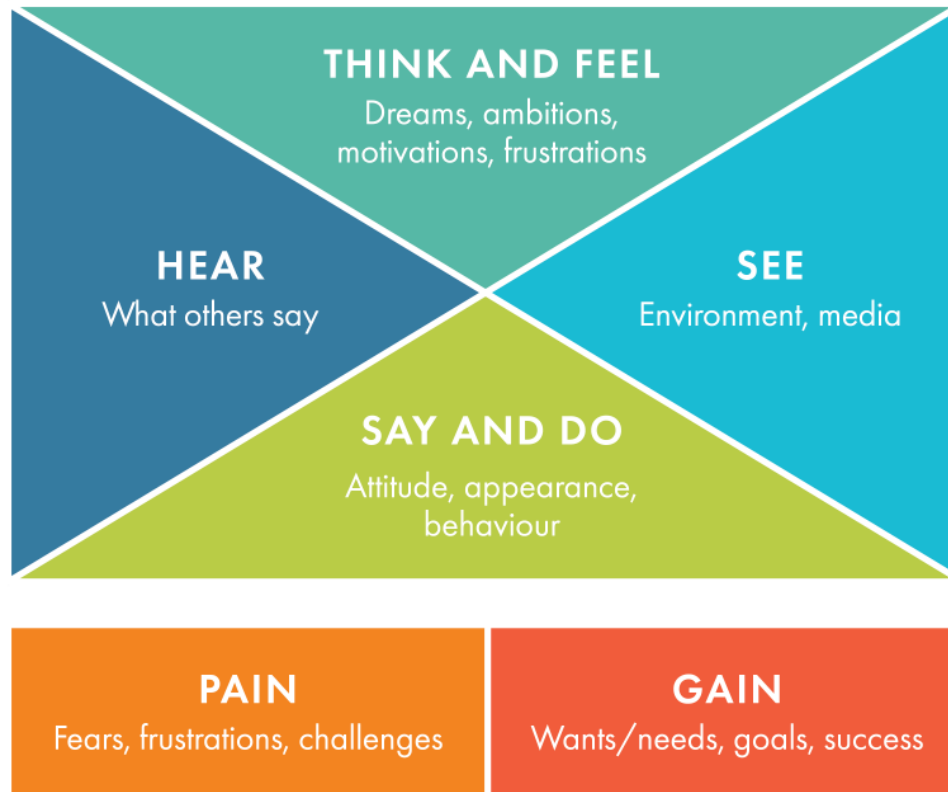 THINK AND FEEL
Dreams, ambitions,
motivations, frustrations
HEAR
What others say
SEE
Environment, media
SAY AND DO
Attitude, appearance,
behaviour
PAIN
Fears, frustrations, challenges
GAIN
Wants/needs, goals, success